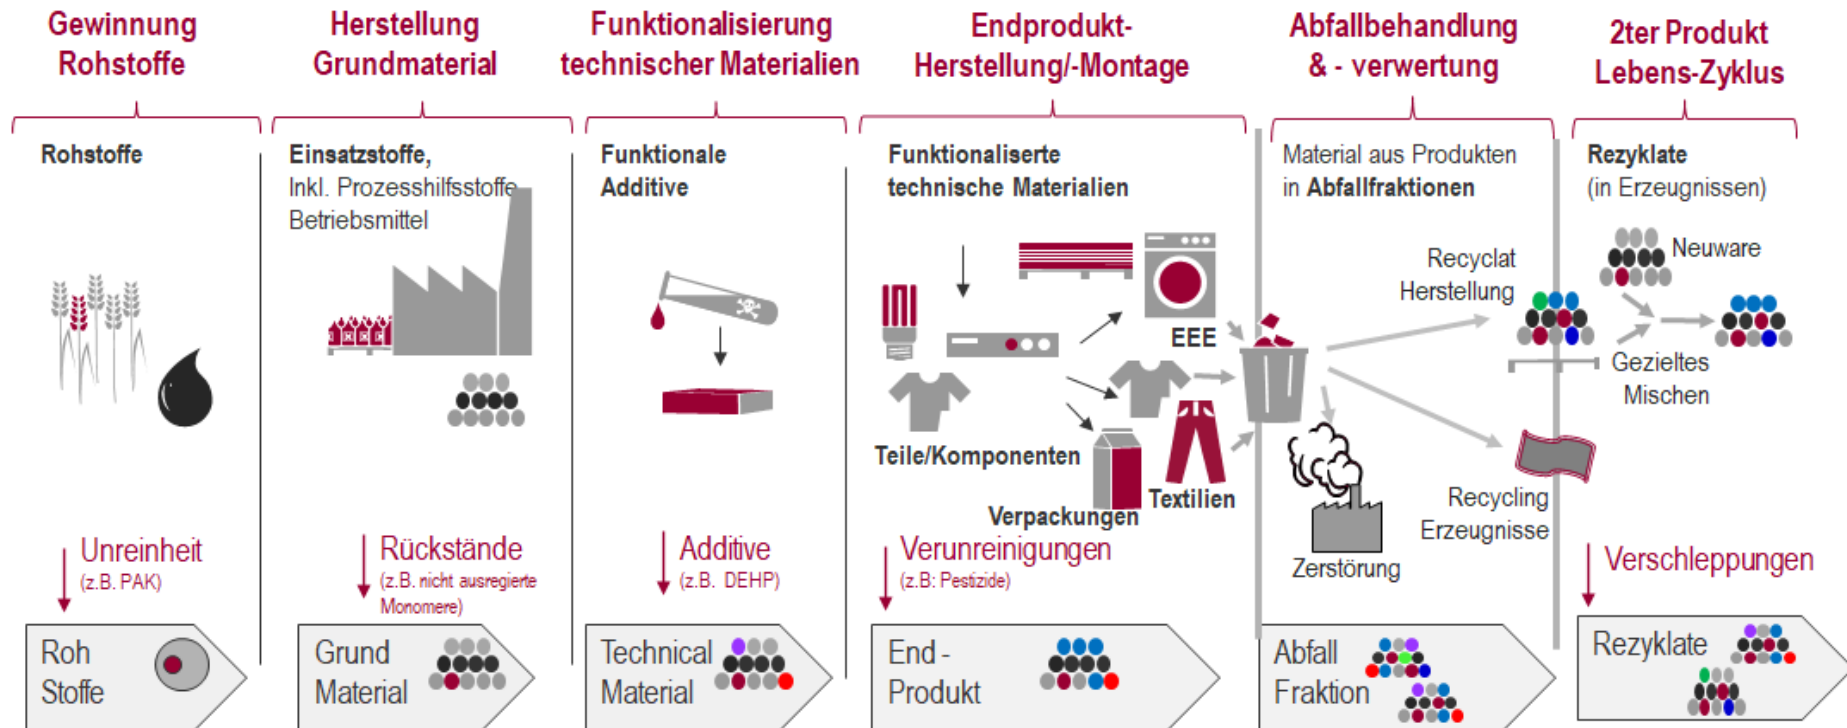 Gewinnung
Rohstoffe
Herstellung
Grundmaterial
Funktionalisierung
technischer Materialien
Endprodukt-
Herstellung/-Montage
Abfallbehandlung
& - verwertung
2ter Produkt
Lebens-Zyklus
Rohstoffe
Einsatzstoffe,
Inkl. Prozesshilfsstoffe
Betriebsmittel
Funktionale
Additive
Funktionaliserte
technische Materialien
Material aus Produkten
in Abfallfraktionen
Rezyklate
(in Erzeugnissen)
EEE
Teile/Komponenten
Textilien
Verpackungen
Recyclat
Herstellung
Neuware
Gezieltes
Mischen
Recycling
Erzeugnisse
Zerstörung
Unreinheit
(z.B. PAK)
Rückstände
(z.B. nicht ausregierte
Monomere)
Additive
(z.B. DEHP)
Verunreinigungen
(z.B: Pestizide)
Verschleppungen
Roh
Stoffe
Grund
Material
Technical
Material
End -
Produkt
Abfall
Fraktion
Rezyklate